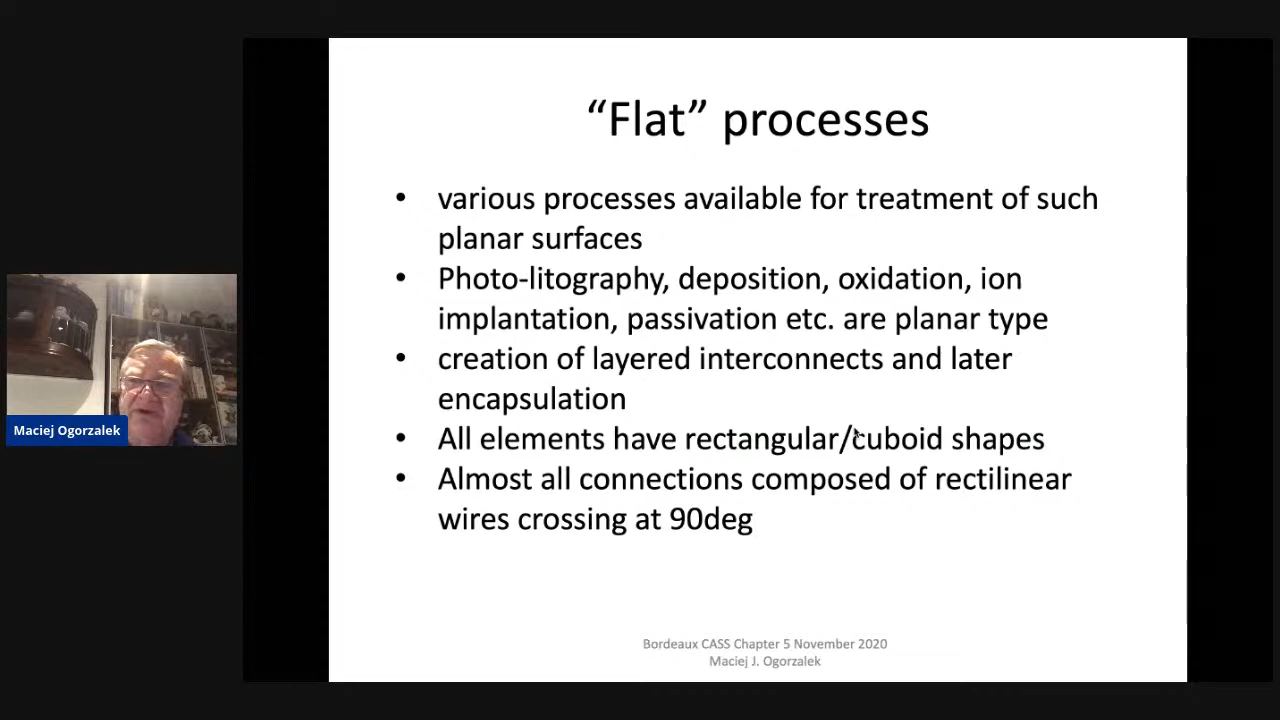 “Flat” processes
• various processes available for treatment of such
planar surfaces
• Photo-litography, deposition, oxidation, ion
implantation, passivation etc. are planar type
• creation of layered interconnects and later
encapsulation
• All elements have rectangular/cuboid shapes
• Almost all connections composed of rectilinear
wires crossing at 90deg
Maciej Ogorzalek
Bordeaux CASS Chapter 5 November 2020
Maciej J. Ogorzalek